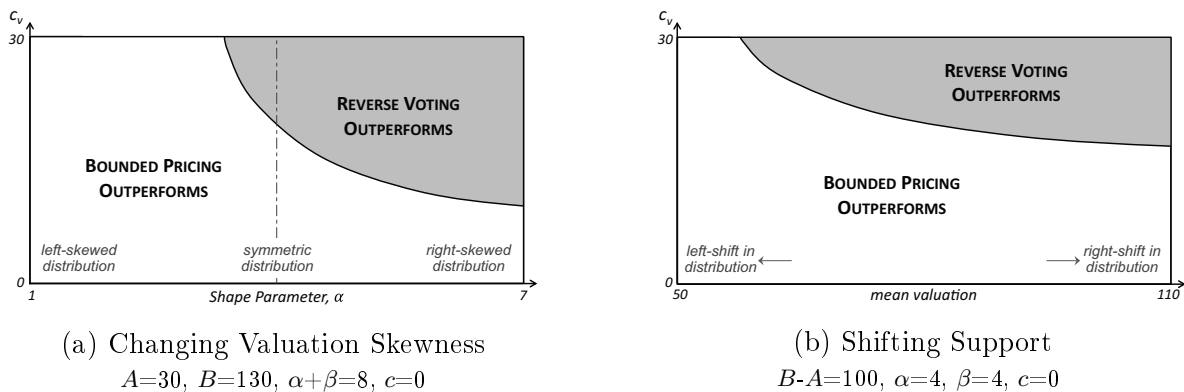 c_v
30
REVERSE VOTING
OUTPERFORMS
BOUNDED PRICING
OUTPERFORMS
left-skewed
distribution
symmetric
distribution
right-skewed
distribution
0
1
Shape Parameter, α
7
(a) Changing Valuation Skewness
A=30, B=130, α+β=8, c=0
c_v
30
REVERSE VOTING
OUTPERFORMS
BOUNDED PRICING
OUTPERFORMS
left-shift in
distribution
right-shift in
distribution
0
50
mean valuation
110
(b) Shifting Support
B-A=100, α=4, β=4, c=0